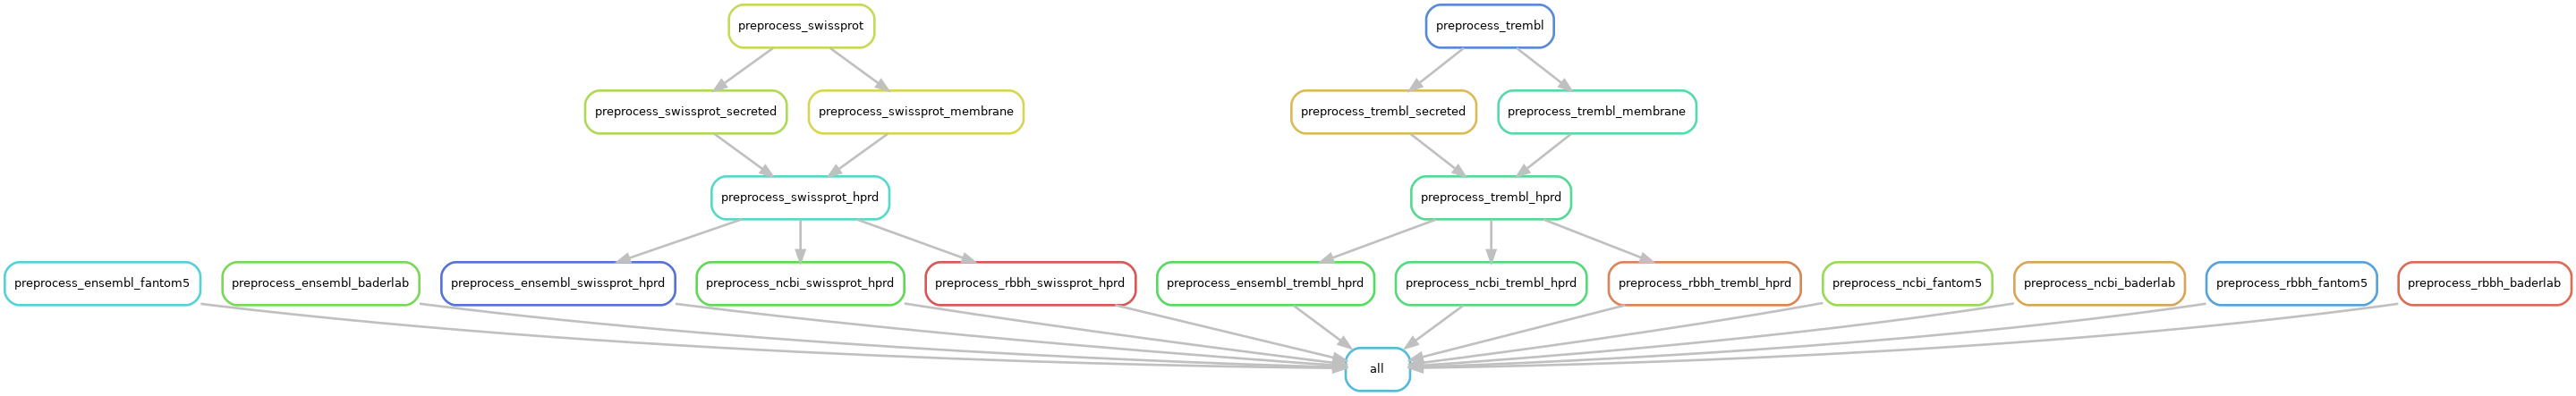 preprocess_swissprot
preprocess_trembl
preprocess_swissprot_secreted
preprocess_swissprot_membrane
preprocess_trembl_secreted
preprocess_trembl_membrane
preprocess_swissprot_hprd
preprocess_trembl_hprd
preprocess_ensembl_fantom5
preprocess_ensembl_baderlab
preprocess_ensembl_swissprot_hprd
preprocess_ncbi_swissprot_hprd
preprocess_rbbh_swissprot_hprd
preprocess_ensembl_trembl_hprd
preprocess_ncbi_trembl_hprd
preprocess_rbbh_trembl_hprd
preprocess_ncbi_fantom5
preprocess_ncbi_baderlab
preprocess_rbbh_fantom5
preprocess_rbbh_baderlab
all